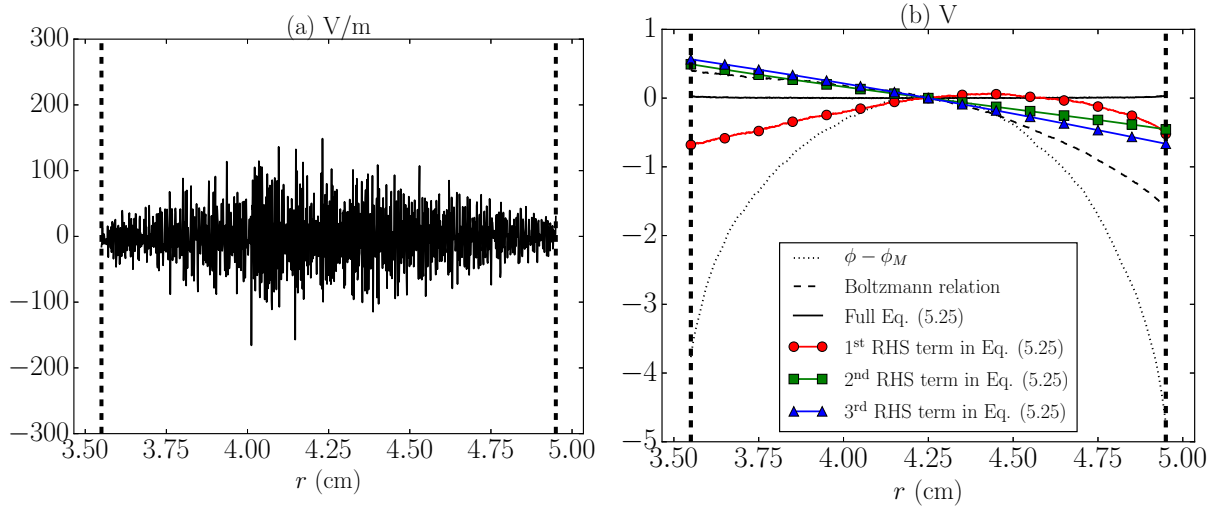 (a) V/m
300
200
100
0
−100
−200
−300
3.50 3.75 4.00 4.25 4.50 4.75 5.00
r (cm)
(b) V
1
0
−1
−2
−3
−4
−5
ϕ − ϕ_M
Boltzmann relation
Full Eq. (5.25)
1st RHS term in Eq. (5.25)
2nd RHS term in Eq. (5.25)
3rd RHS term in Eq. (5.25)
3.50 3.75 4.00 4.25 4.50 4.75 5.00
r (cm)